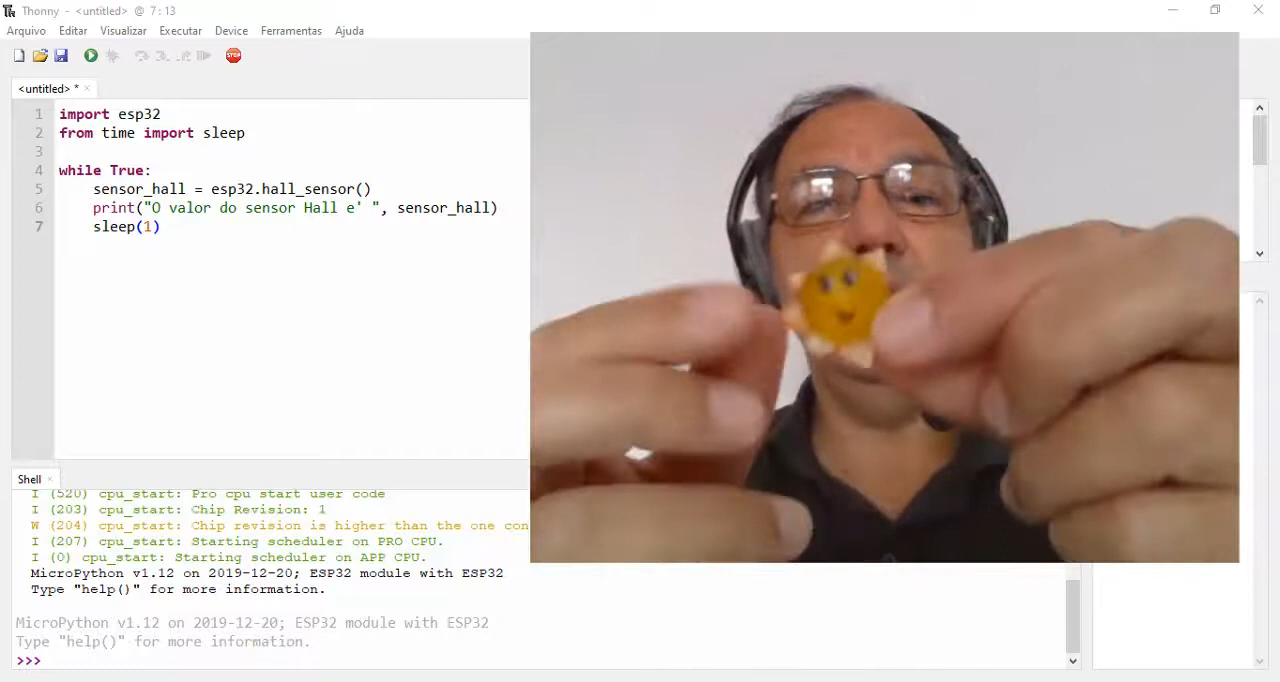 Thonny - <untitled> @ 7 : 13
Arquivo Editar Visualizar Executar Device Ferramentas Ajuda
STOP
<untitled> *
1 import esp32
2 from time import sleep
3
4 while True:
5 sensor_hall = esp32.hall_sensor()
6 print("O valor do sensor Hall e' ", sensor_hall)
7 sleep(1)
Shell
I (520) cpu_start: Pro cpu start user code
I (203) cpu_start: Chip Revision: 1
W (204) cpu_start: Chip revision is higher than the one con
I (207) cpu_start: Starting scheduler on PRO CPU.
I (0) cpu_start: Starting scheduler on APP CPU.
MicroPython v1.12 on 2019-12-20; ESP32 module with ESP32
Type "help()" for more information.
MicroPython v1.12 on 2019-12-20; ESP32 module with ESP32
Type "help()" for more information.
>>>